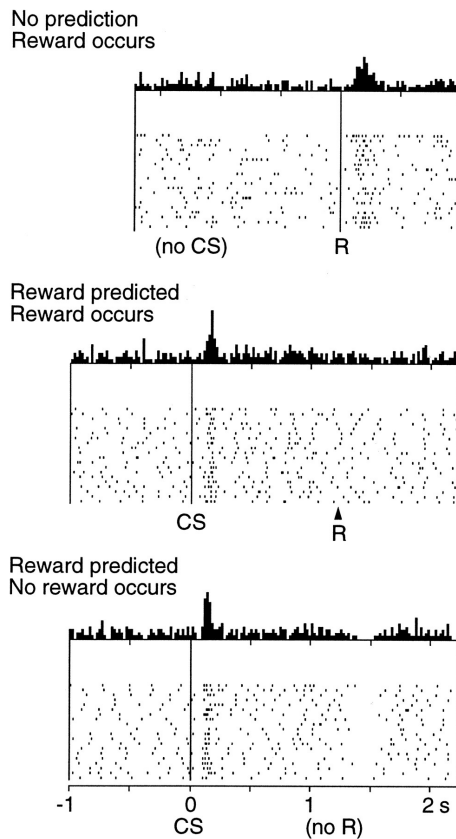 No prediction
Reward occurs
(no CS) R
Reward predicted
Reward occurs
CS
R
Reward predicted
No reward occurs
-1 0 1 2 s
CS (no R)